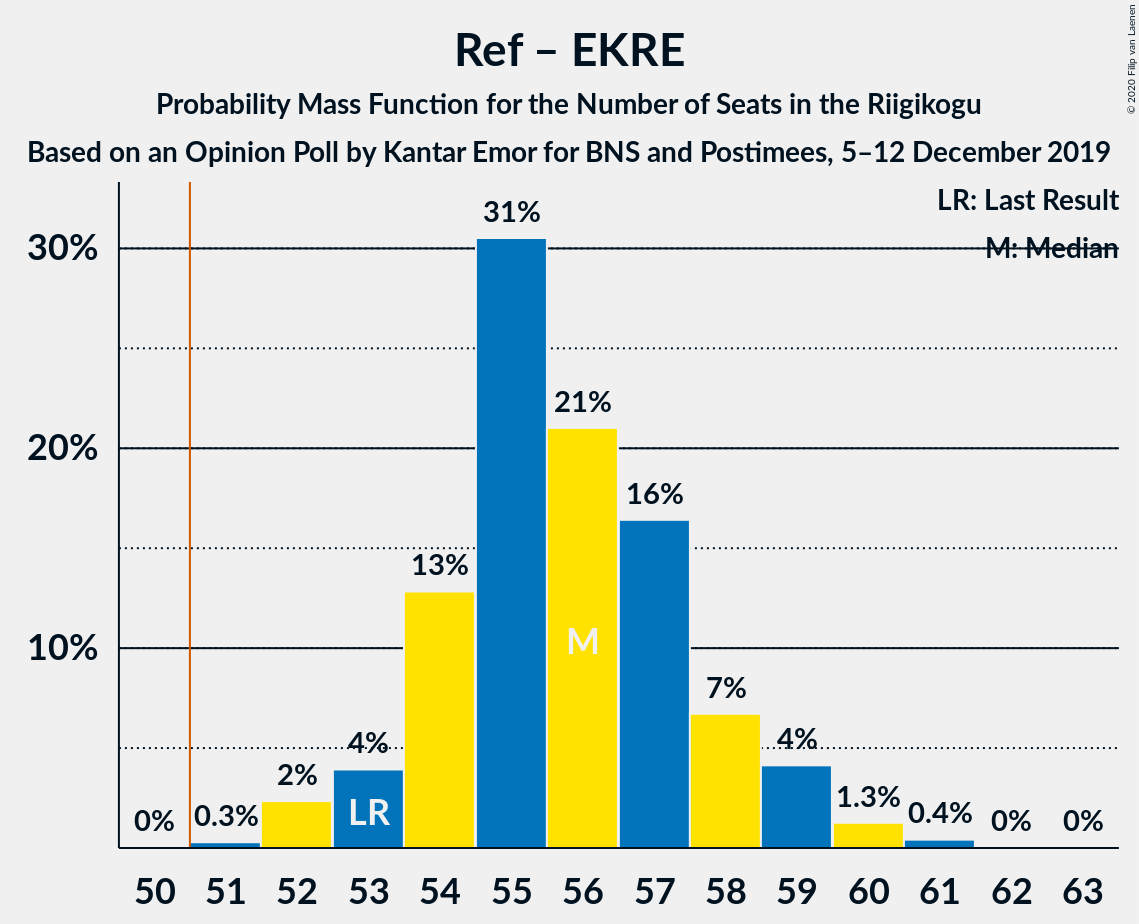 Ref – EKRE
Probability Mass Function for the Number of Seats in the Riigikogu
Based on an Opinion Poll by Kantar Emor for BNS and Postimees, 5–12 December 2019
© 2020 Filip van Laenen
LR: Last Result
M: Median
30%
20%
10%
0%
0.3%
2%
4%
13%
31%
21%
16%
7%
4%
1.3%
0.4%
0%
0%
LR
M
50 51 52 53 54 55 56 57 58 59 60 61 62 63